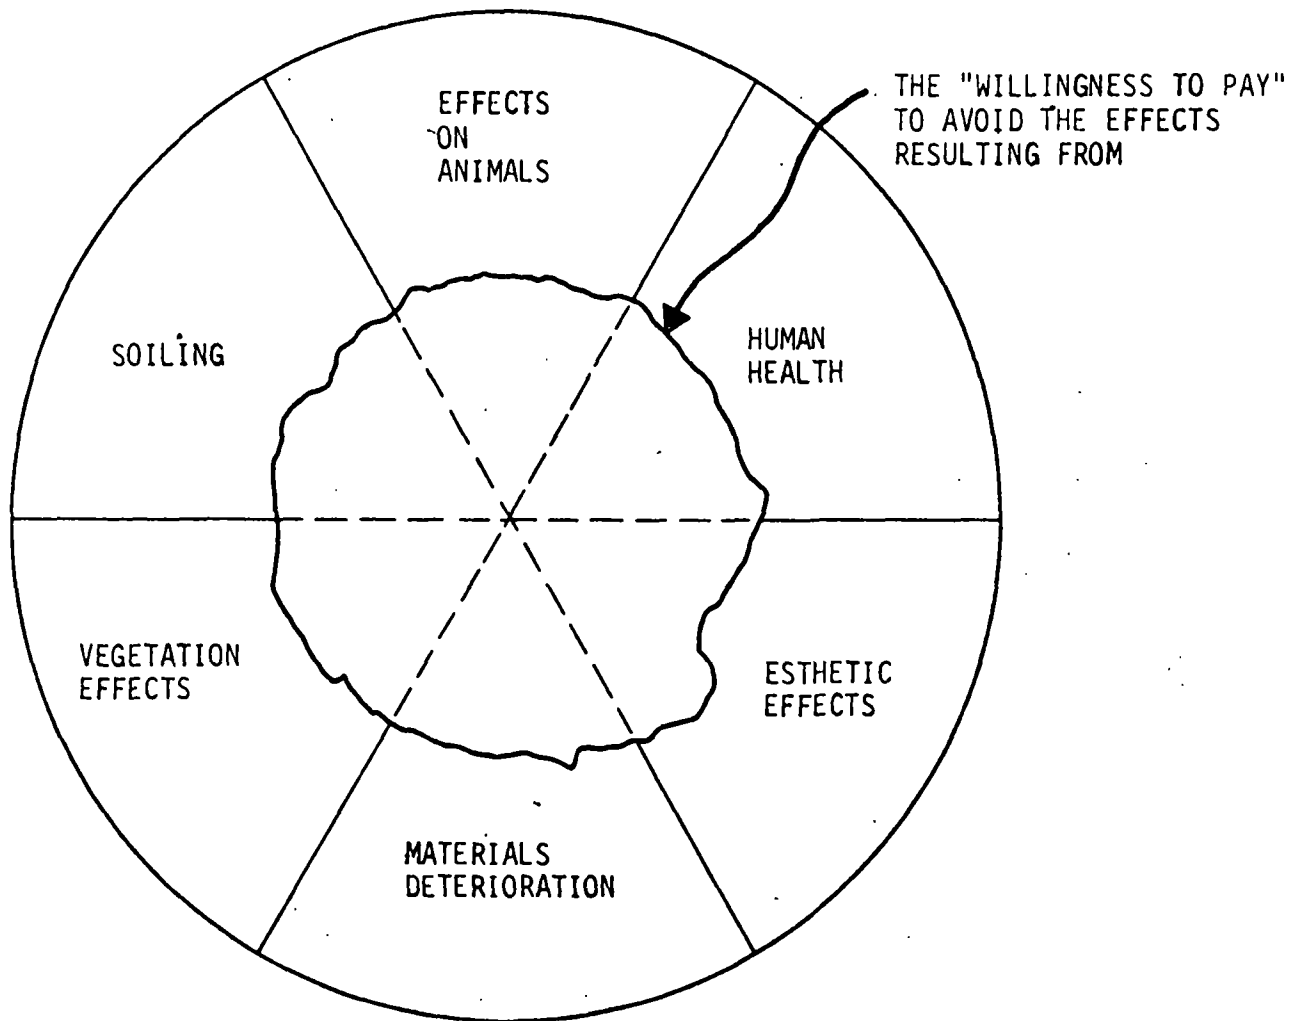 EFFECTS
ON
ANIMALS
THE "WILLINGNESS TO PAY"
TO AVOID THE EFFECTS
RESULTING FROM
SOILING
HUMAN
HEALTH
VEGETATION
EFFECTS
ESTHETIC
EFFECTS
MATERIALS
DETERIORATION